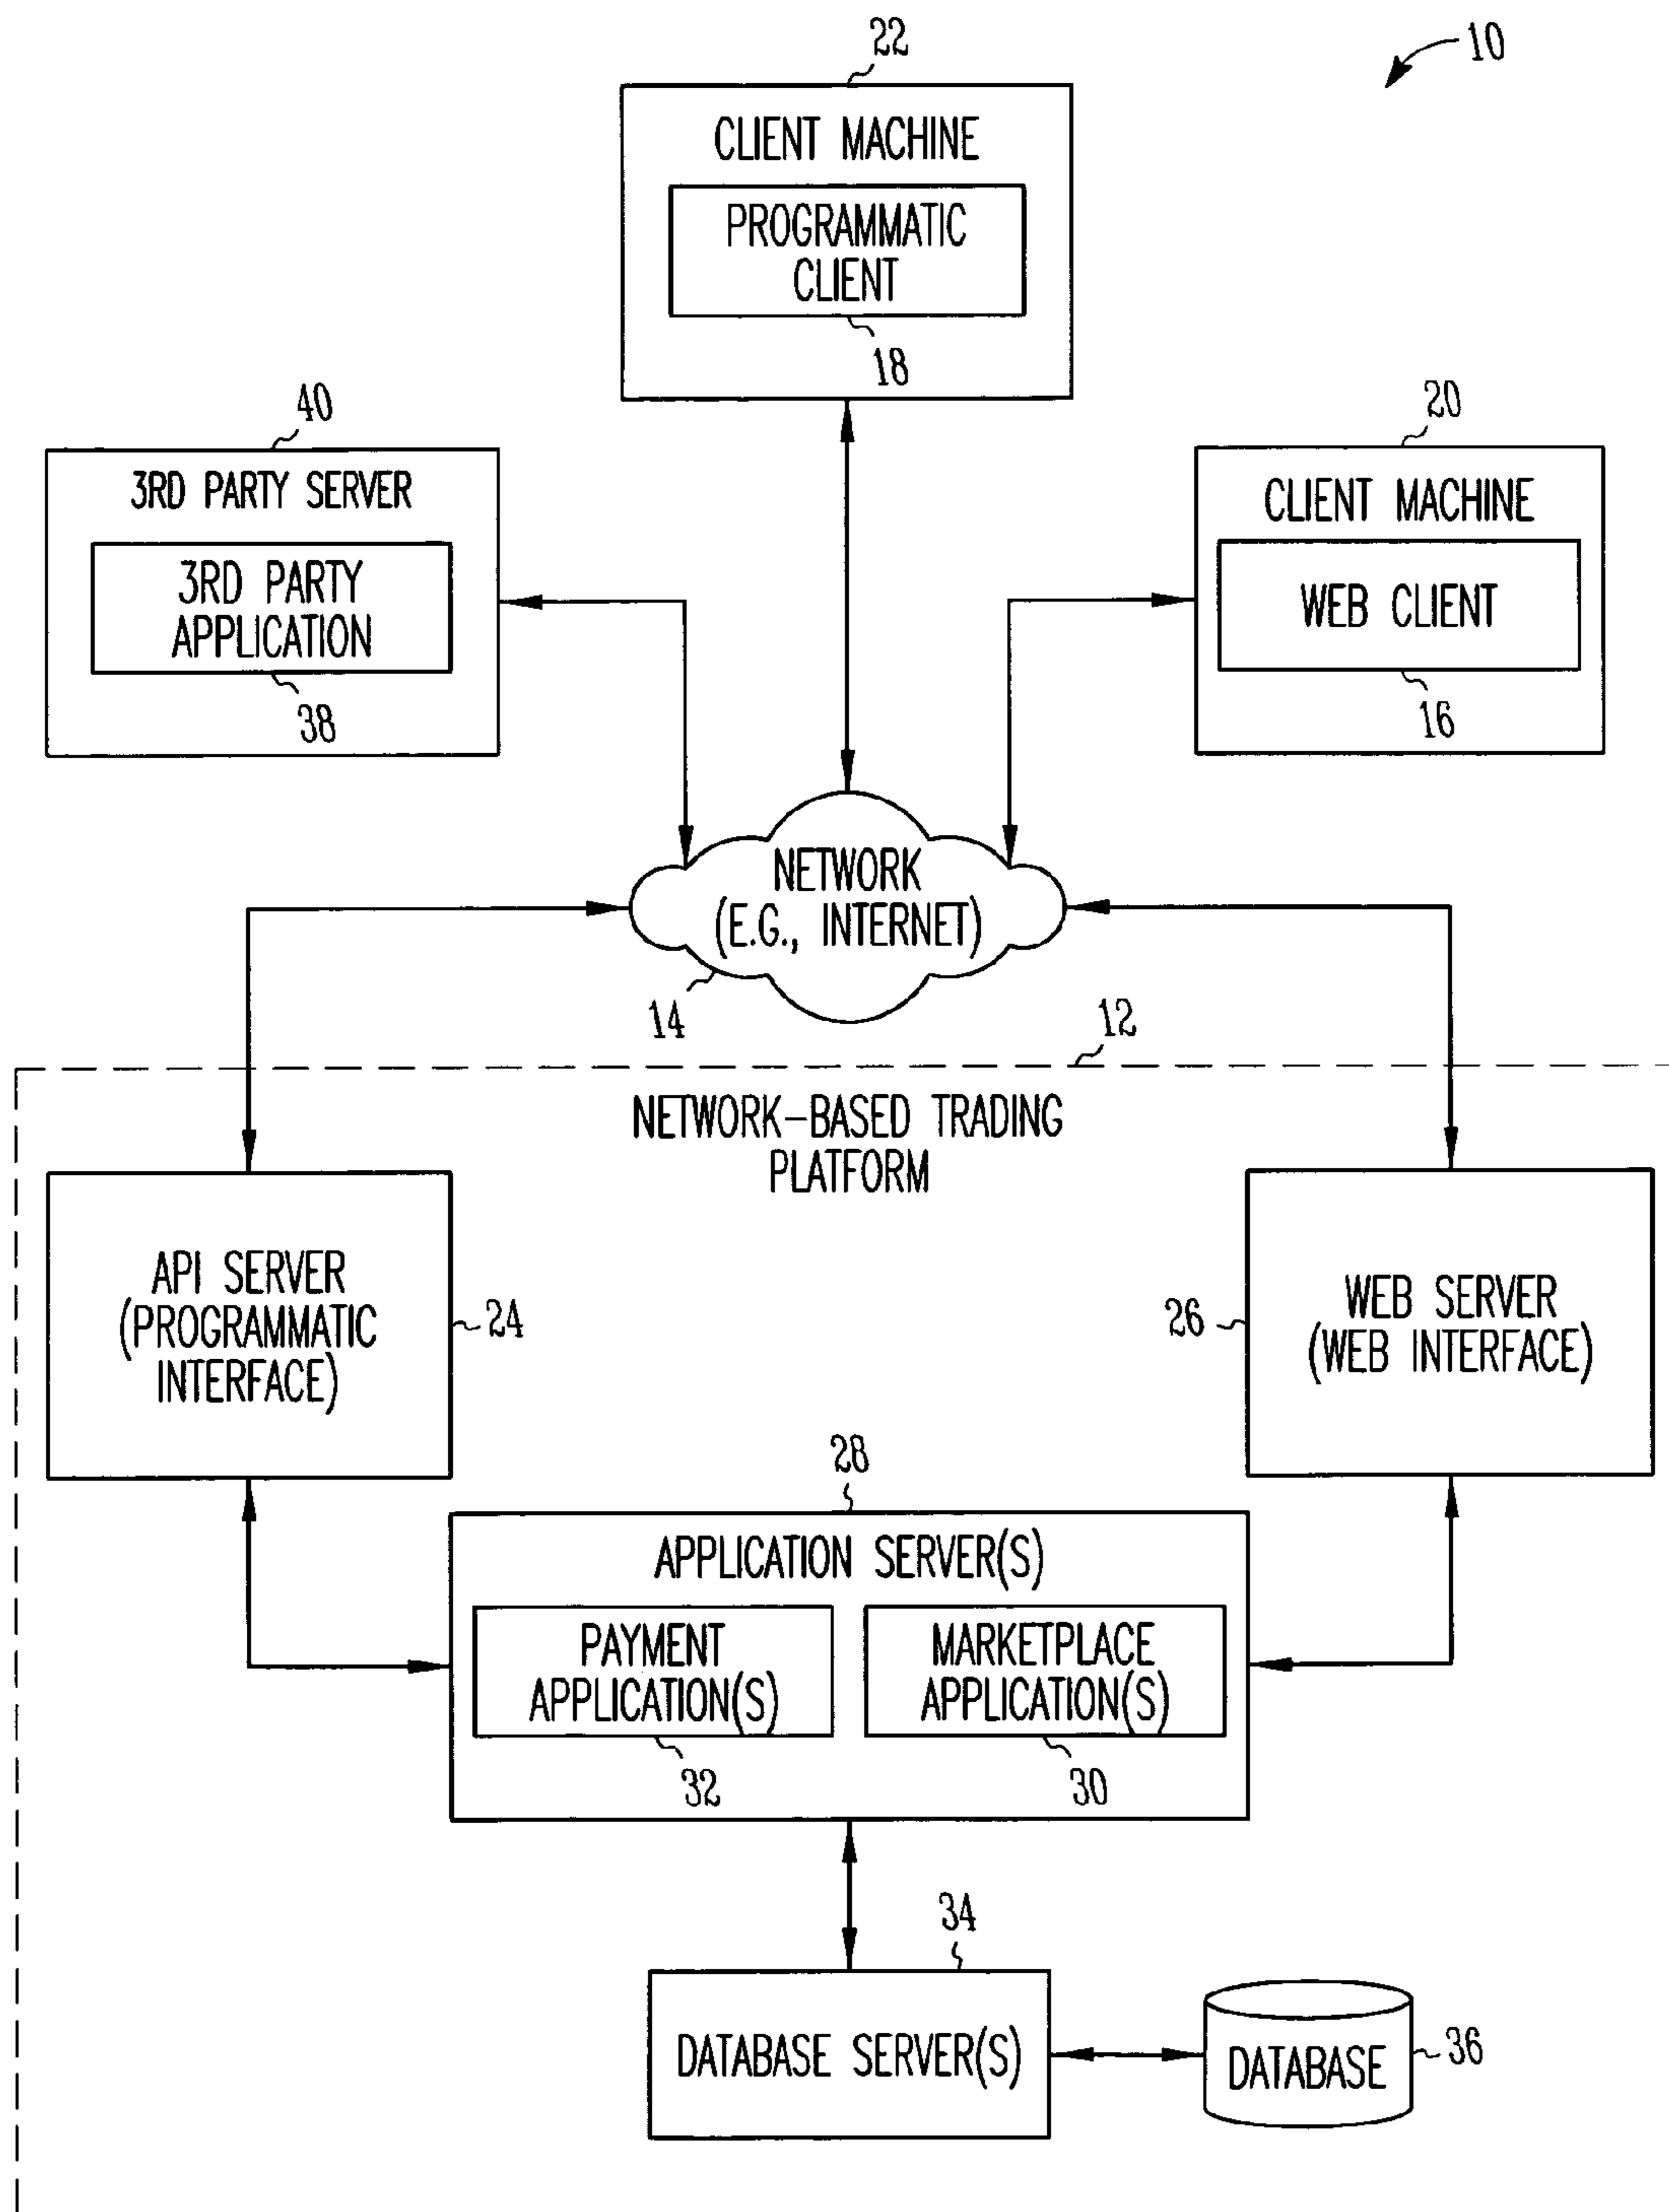 22
10
CLIENT MACHINE
PROGRAMMATIC
CLIENT
18
40
3RD PARTY SERVER
3RD PARTY
APPLICATION
38
20
CLIENT MACHINE
WEB CLIENT
16
NETWORK
(E.G., INTERNET)
14
12
NETWORK-BASED TRADING
PLATFORM
API SERVER
(PROGRAMMATIC
INTERFACE)
24
26
WEB SERVER
(WEB INTERFACE)
28
APPLICATION SERVER(S)
PAYMENT
APPLICATION(S)
32
MARKETPLACE
APPLICATION(S)
30
34
DATABASE SERVER(S)
DATABASE
36